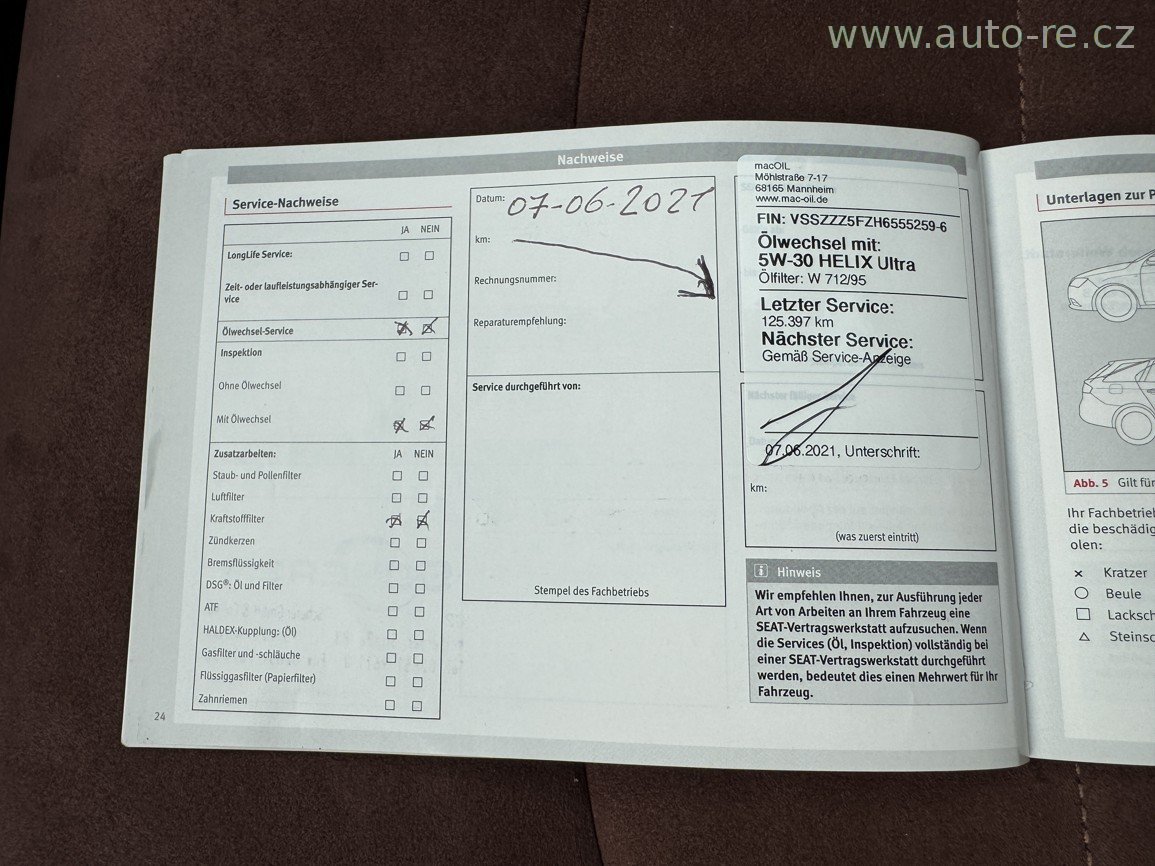 www.auto-re.cz
Nachweise
Service-Nachweise
JA NEIN
LongLife Service:
Zeit- oder laufleistungsabhängiger Ser-
vice
Ölwechsel-Service
Inspektion
Ohne Ölwechsel
Mit Ölwechsel
Zusatzarbeiten: JA NEIN
Staub- und Pollenfilter
Luftfilter
Kraftstofffilter
Zündkerzen
Bremsflüssigkeit
DSG®: Öl und Filter
ATF
HALDEX-Kupplung: (Öl)
Gasfilter und -schläuche
Flüssiggasfilter (Papierfilter)
Zahnriemen
24
Datum: 07-06-2021
km:
Rechnungsnummer:
Reparaturempfehlung:
Service durchgeführt von:
Stempel des Fachbetriebs
macOIL
Möhlstraße 7-17
68165 Mannheim
www.mac-oil.de
FIN: VSSZZZ5FZH6555259-6
Ölwechsel mit:
5W-30 HELIX Ultra
Ölfilter: W 712/95
Letzter Service:
125.397 km
Nächster Service:
Gemäß Service-Anzeige
07.06.2021, Unterschrift:
km:
(was zuerst eintritt)
i Hinweis
Wir empfehlen Ihnen, zur Ausführung jeder
Art von Arbeiten an Ihrem Fahrzeug eine
SEAT-Vertragswerkstatt aufzusuchen. Wenn
die Services (Öl, Inspektion) vollständig bei
einer SEAT-Vertragswerkstatt durchgeführt
werden, bedeutet dies einen Mehrwert für Ihr
Fahrzeug.
Unterlagen zur P
Abb. 5 Gilt für
Ihr Fachbetrieb
die beschädig
olen:
Kratzer
Beule
Lacksch
Steinsc